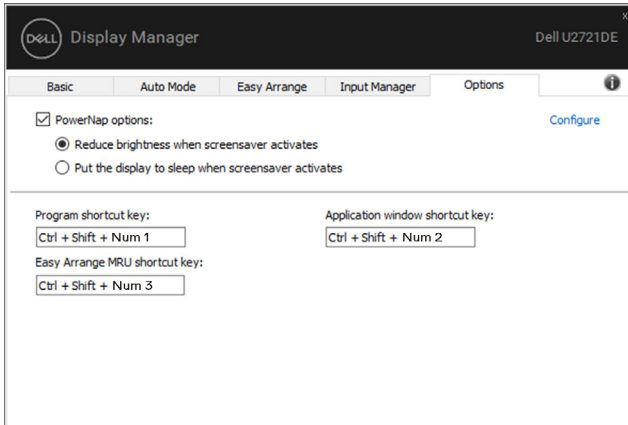 DELL Display Manager
Dell U2721DE
Basic
Auto Mode
Easy Arrange
Input Manager
Options
PowerNap options:
Configure
Reduce brightness when screensaver activates
Put the display to sleep when screensaver activates
Program shortcut key:
Application window shortcut key:
Ctrl + Shift + Num 1
Ctrl + Shift + Num 2
Easy Arrange MRU shortcut key:
Ctrl + Shift + Num 3